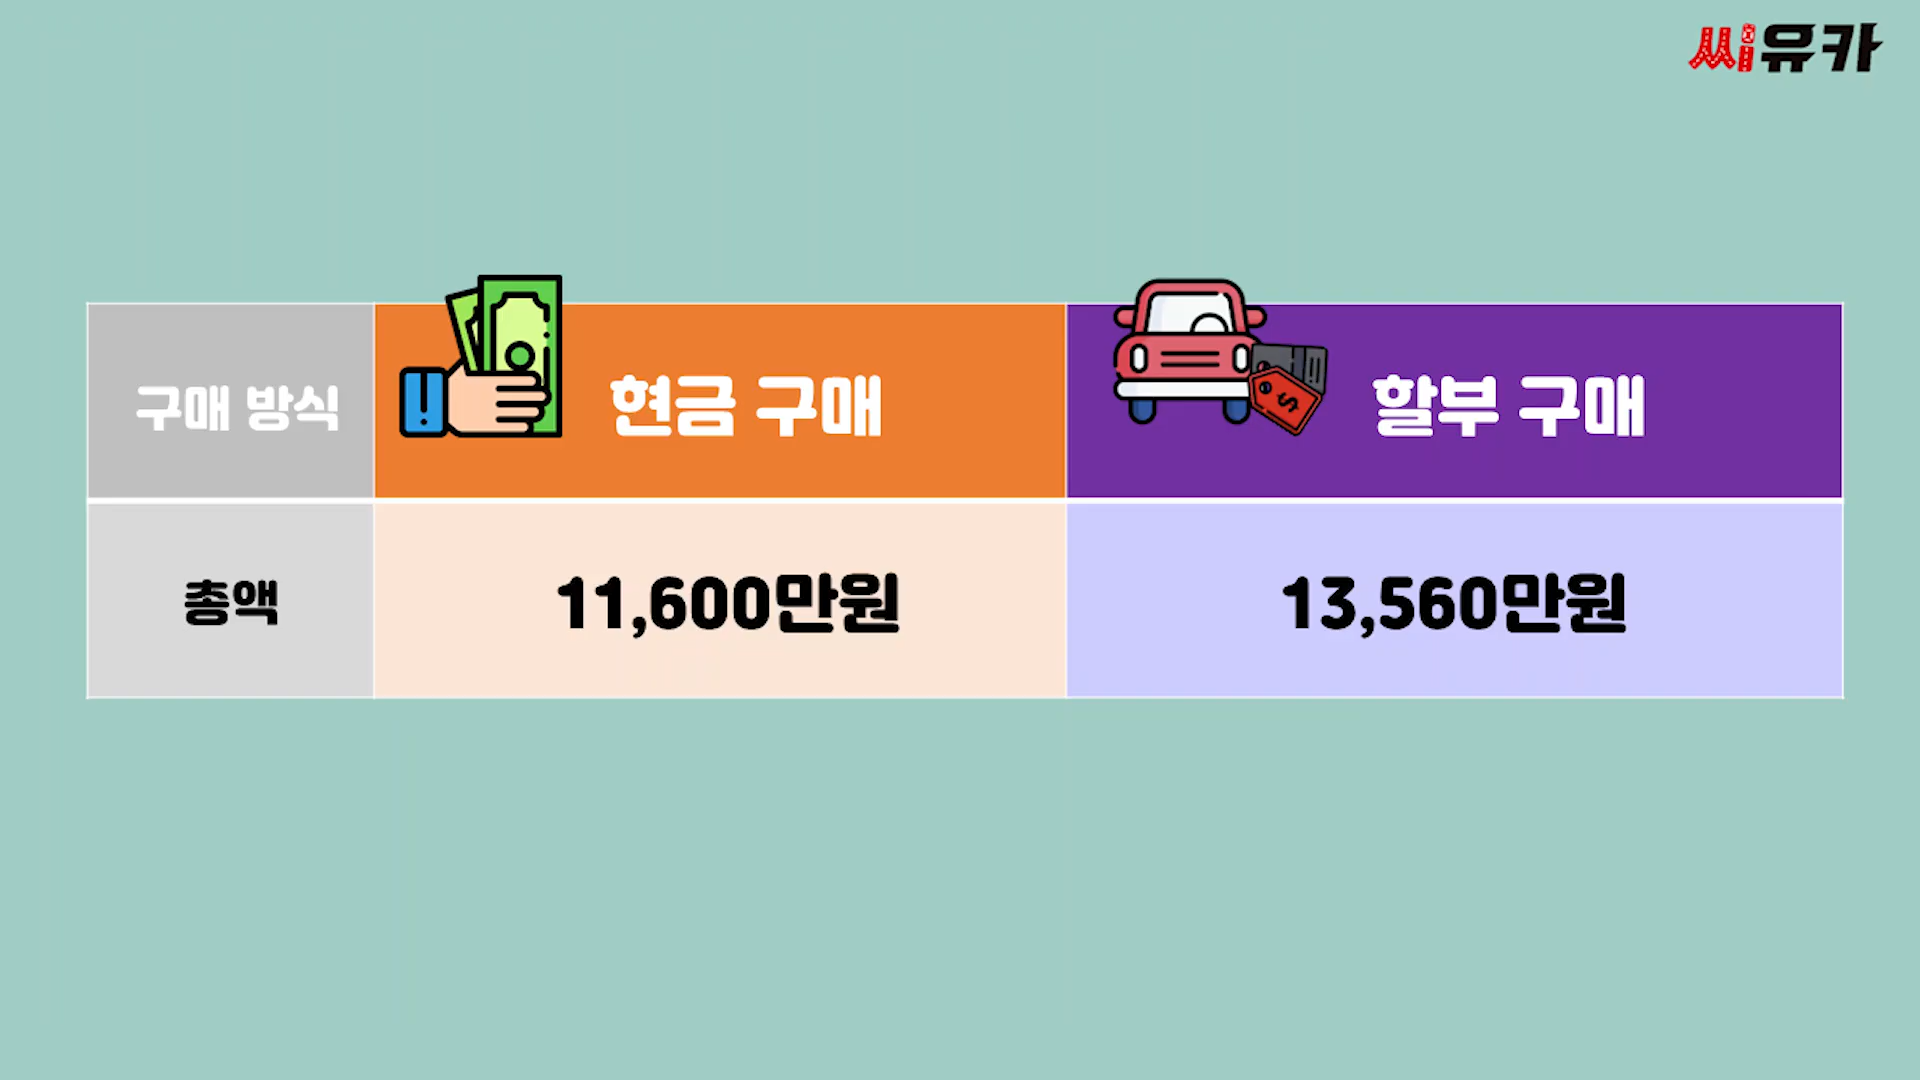 씨유카
구매 방식 현금 구매 할부 구매
총액 11,600만원 13,560만원